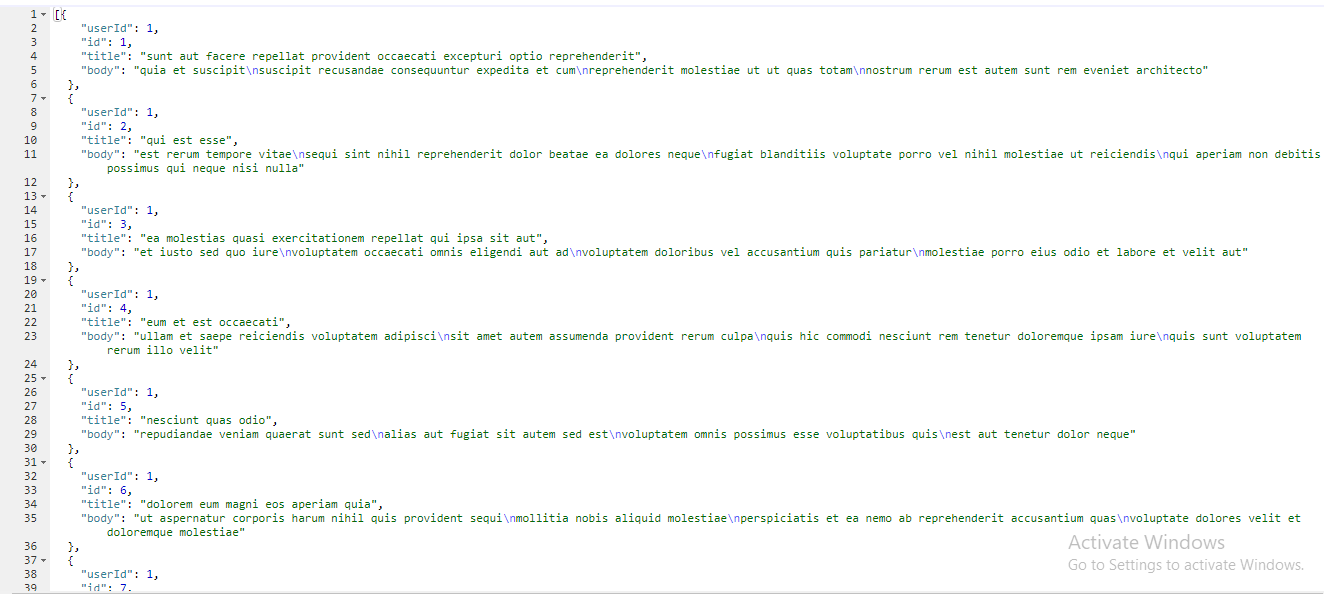 1 [{
2 "userId": 1,
3 "id": 1,
4 "title": "sunt aut facere repellat provident occaecati excepturi optio reprehenderit",
5 "body": "quia et suscipit\nsuscipit recusandae consequuntur expedita et cum\nreprehenderit molestiae ut ut quas totam\nnostrum rerum est autem sunt rem eveniet architecto"
6 },
7 {
8 "userId": 1,
9 "id": 2,
10 "title": "qui est esse",
11 "body": "est rerum tempore vitae\nsequi sint nihil reprehenderit dolor beatae ea dolores neque\nfugiat blanditiis voluptate porro vel nihil molestiae ut reiciendis\nqui aperiam non debitis
possimus qui neque nisi nulla"
12 },
13 {
14 "userId": 1,
15 "id": 3,
16 "title": "ea molestias quasi exercitationem repellat qui ipsa sit aut",
17 "body": "et iusto sed quo iure\nvoluptatem occaecati omnis eligendi aut ad\nvoluptatem doloribus vel accusantium quis pariatur\nmolestiae porro eius odio et labore et velit aut"
18 },
19 {
20 "userId": 1,
21 "id": 4,
22 "title": "eum et est occaecati",
23 "body": "ullam et saepe reiciendis voluptatem adipisci\nsit amet autem assumenda provident rerum culpa\nquis hic commodi nesciunt rem tenetur doloremque ipsam iure\nquis sunt voluptatem
rerum illo velit"
24 },
25 {
26 "userId": 1,
27 "id": 5,
28 "title": "nesciunt quas odio",
29 "body": "repudiandae veniam quaerat sunt sed\nalias aut fugiat sit autem sed est\nvoluptatem omnis possimus esse voluptatibus quis\nest aut tenetur dolor neque"
30 },
31 {
32 "userId": 1,
33 "id": 6,
34 "title": "dolorem eum magni eos aperiam quia",
35 "body": "ut aspernatur corporis harum nihil quis provident sequi\nmollitia nobis aliquid molestiae\nperspiciatis et ea nemo ab reprehenderit accusantium quas\nvoluptate dolores velit et
doloremque molestiae"
36 },
37 {
38 "userId": 1,
39 "id": 7,
Activate Windows
Go to Settings to activate Windows.